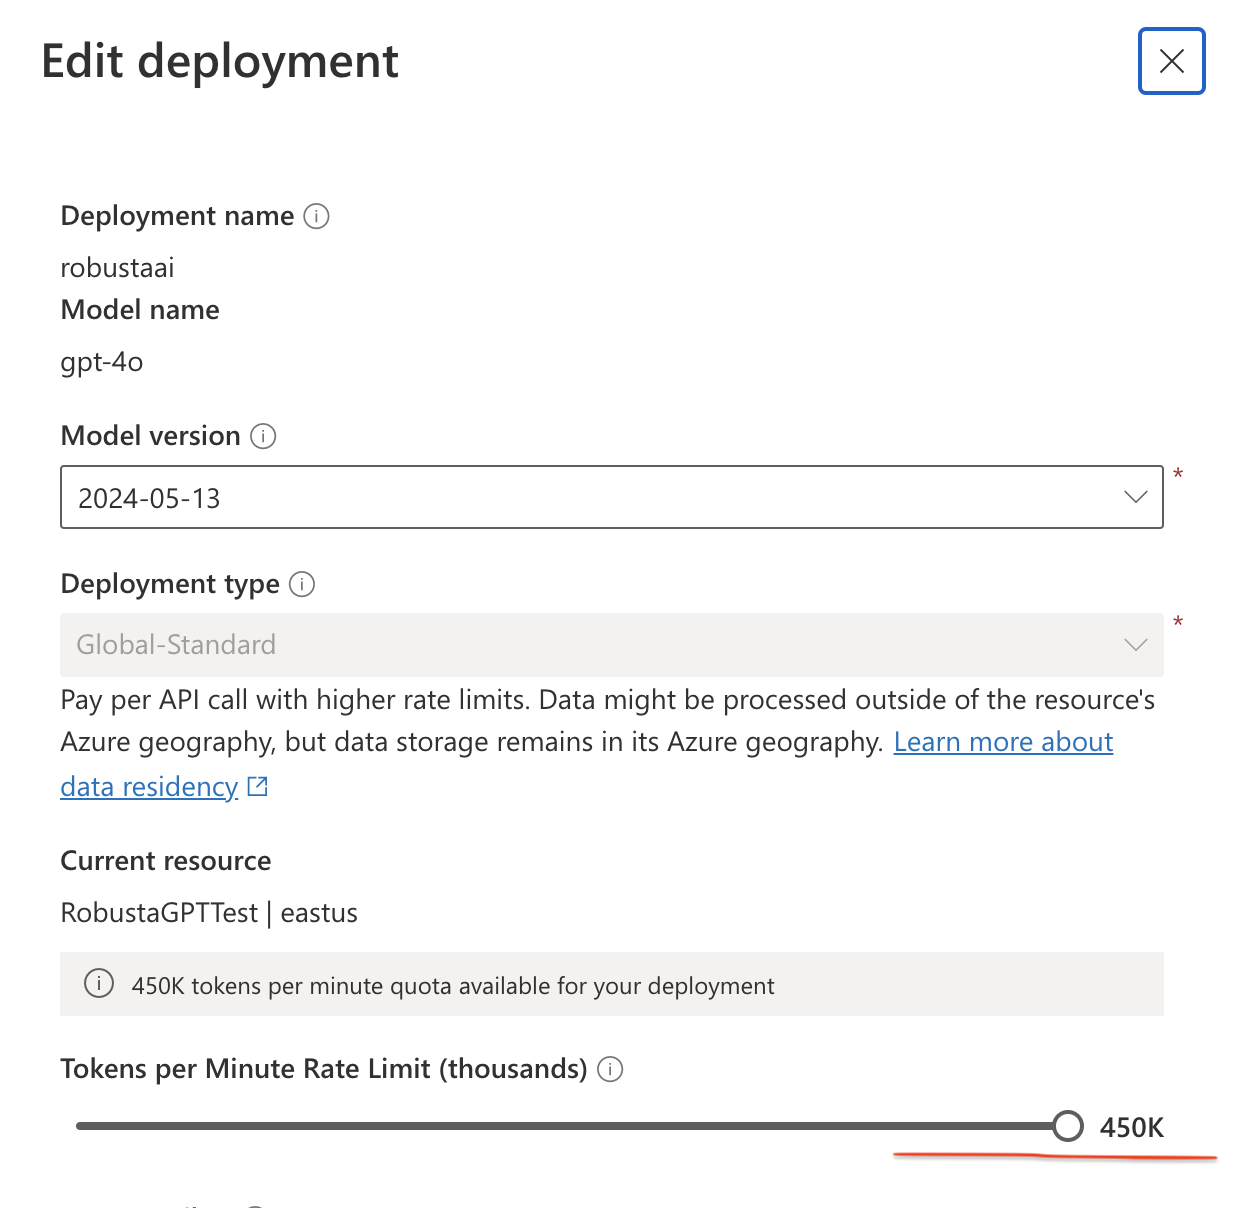 Edit deployment
Deployment name
robustaai
Model name
gpt-4o
Model version
2024-05-13
*
Deployment type
Global-Standard
*
Pay per API call with higher rate limits. Data might be processed outside of the resource's
Azure geography, but data storage remains in its Azure geography. Learn more about
data residency
Current resource
RobustaGPTTest | eastus
450K tokens per minute quota available for your deployment
Tokens per Minute Rate Limit (thousands)
450K